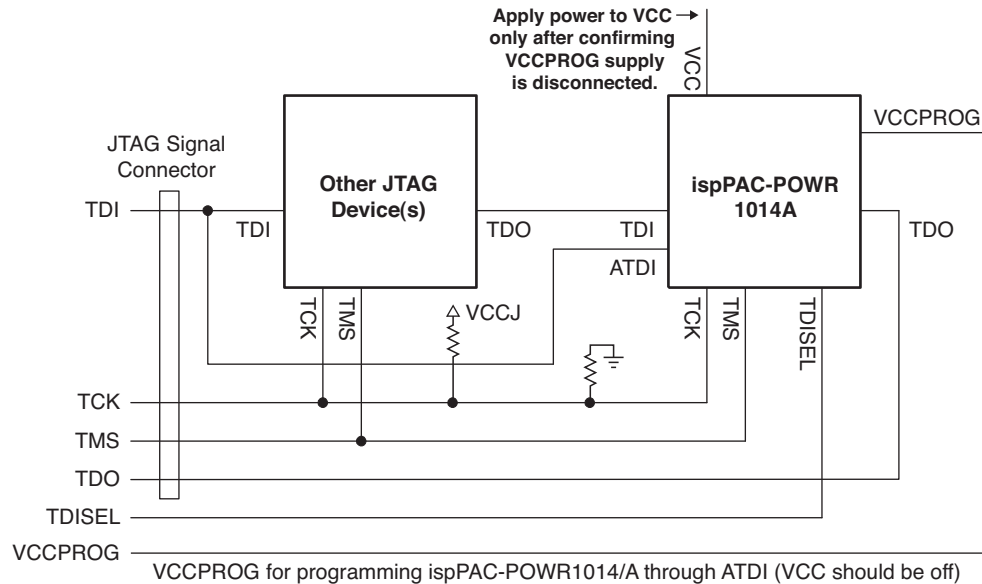 Apply power to VCC
only after confirming
VCCPROG supply
is disconnected.
VCC
VCCPROG
JTAG Signal
Connector
Other JTAG
Device(s)
ispPAC-POWR
1014A
TDI
TDI
TDO
TDI
TDO
ATDI
TCK
TMS
VCCJ
TCK
TMS
TDISEL
TCK
TMS
TDO
TDISEL
VCCPROG
VCCPROG for programming ispPAC-POWR1014/A through ATDI (VCC should be off)